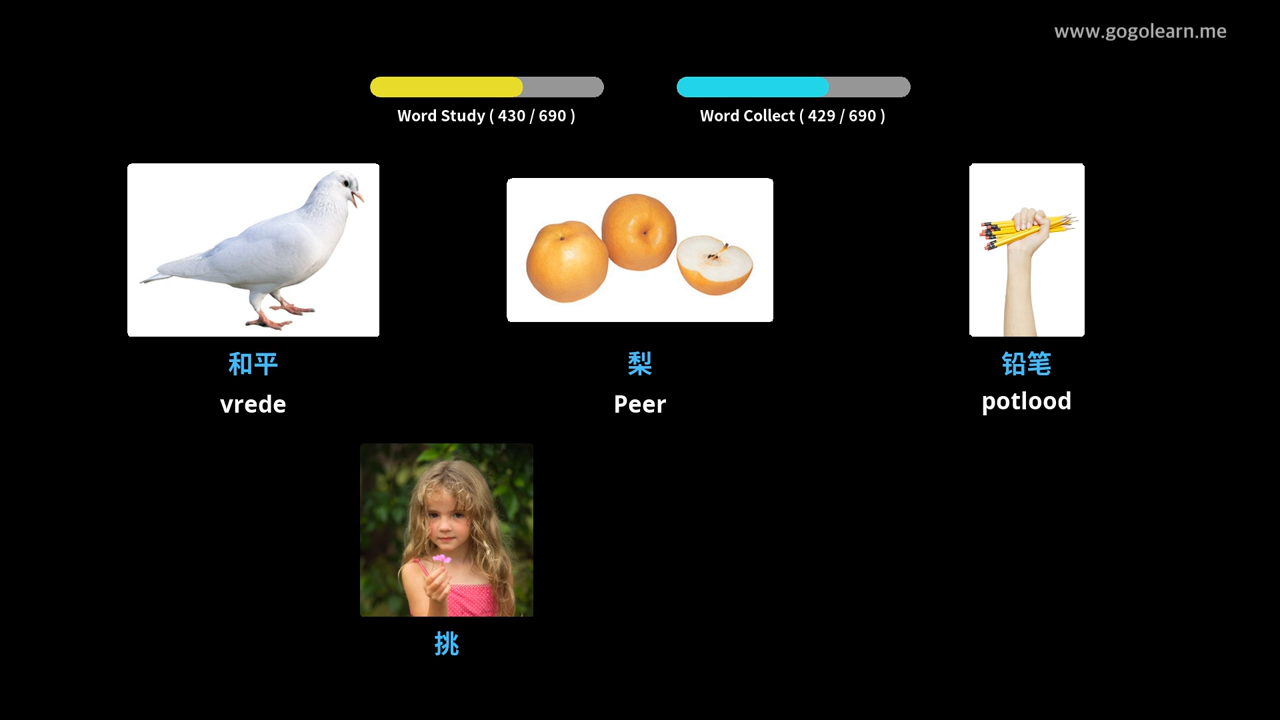 www.gogolearn.me
Word Study ( 430 / 690 )
Word Collect ( 429 / 690 )
和平
vrede
梨
Peer
铅笔
potlood
挑